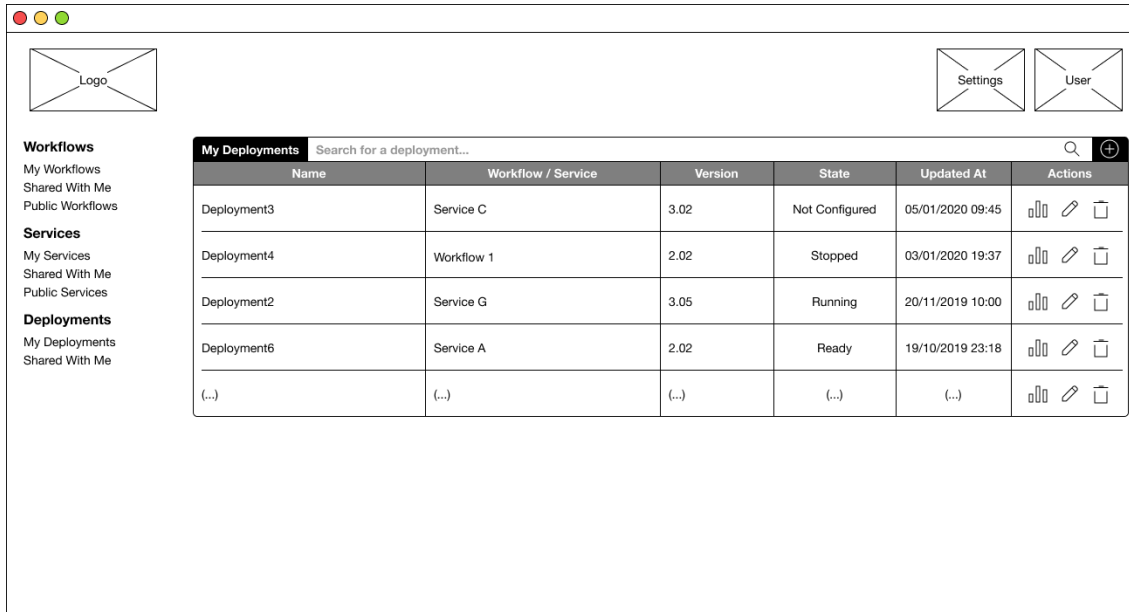 Logo
Settings User
Workflows
My Workflows
Shared With Me
Public Workflows
Services
My Services
Shared With Me
Public Services
Deployments
My Deployments
Shared With Me
My Deployments Search for a deployment...
Name Workflow / Service Version State Updated At Actions
Deployment3 Service C 3.02 Not Configured 05/01/2020 09:45
Deployment4 Workflow 1 2.02 Stopped 03/01/2020 19:37
Deployment2 Service G 3.05 Running 20/11/2019 10:00
Deployment6 Service A 2.02 Ready 19/10/2019 23:18
(...) (...) (...) (...) (...)